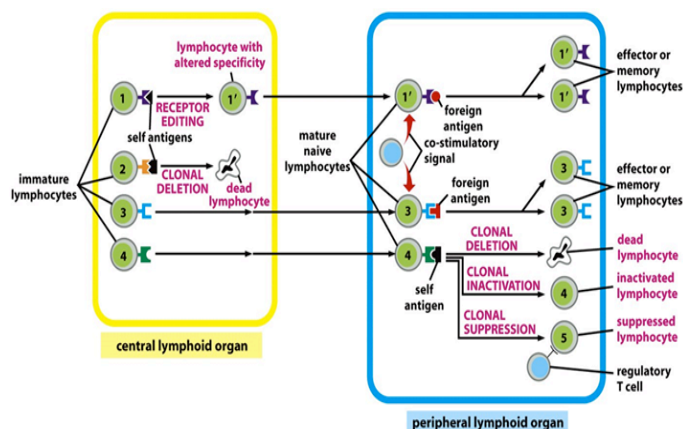 lymphocyte with
altered specificity
1
RECEPTOR
EDITING
1′
self antigens
2
CLONAL
DELETION
dead
lymphocyte
immature
lymphocytes
3
4
central lymphoid organ
mature
naive
lymphocytes
1′
foreign
antigen
co-stimulatory
signal
1′
1′
effector or
memory
lymphocytes
3
foreign
antigen
3
3
effector or
memory
lymphocytes
4
self
antigen
CLONAL
DELETION
dead
lymphocyte
CLONAL
INACTIVATION
4
inactivated
lymphocyte
CLONAL
SUPPRESSION
5
suppressed
lymphocyte
regulatory
T cell
peripheral lymphoid organ